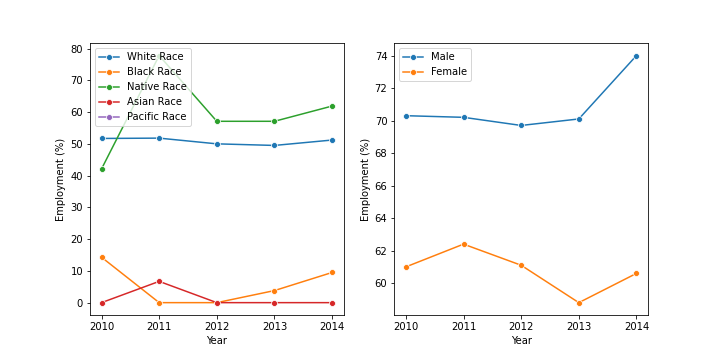 80
70
60
50
40
30
20
10
0
Employment (%)
White Race
Black Race
Native Race
Asian Race
Pacific Race
2010 2011 2012 2013 2014
Year
74
72
70
68
66
64
62
60
Employment (%)
Male
Female
2010 2011 2012 2013 2014
Year